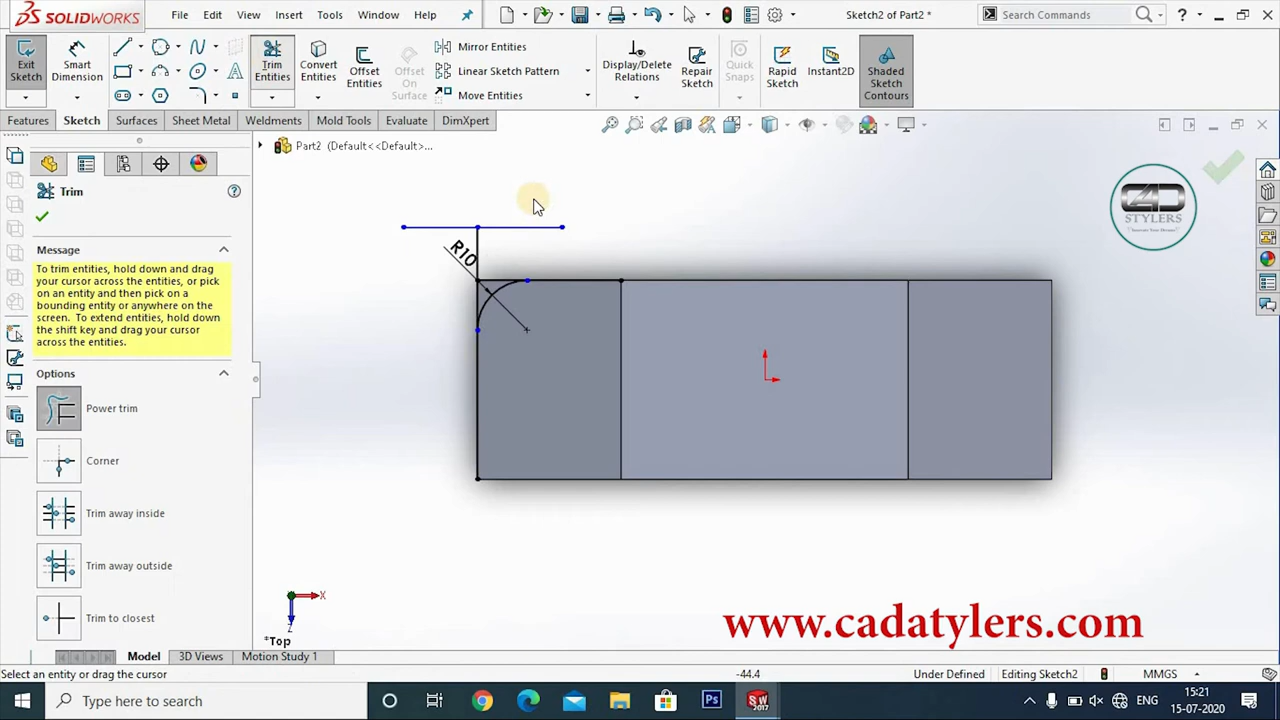 SOLIDWORKS File Edit View Insert Tools Window Help Sketch2 of Part2 * Search Commands ?
Exit Sketch Smart Dimension Trim Entities Convert Entities Offset Entities Offset On Surface Mirror Entities Linear Sketch Pattern Move Entities Display/Delete Relations Repair Sketch Quick Snaps Rapid Sketch Instant2D Shaded Sketch Contours
Features Sketch Surfaces Sheet Metal Weldments Mold Tools Evaluate DimXpert
Part2 (Default<<Default>...
Trim ?
Message
To trim entities, hold down and drag
your cursor across the entities, or pick
on an entity and then pick on a
bounding entity or anywhere on the
screen. To extend entities, hold down
the shift key and drag your cursor
across the entities.
Options
Power trim
Corner
Trim away inside
Trim away outside
Trim to closest
R10
STYLERS
X
Z
*Top
www.cadatylers.com
Model 3D Views Motion Study 1
Select an entity or drag the cursor -44.4 Under Defined Editing Sketch2 MMGS
Type here to search Ps SW 2017 15:21
15-07-2020